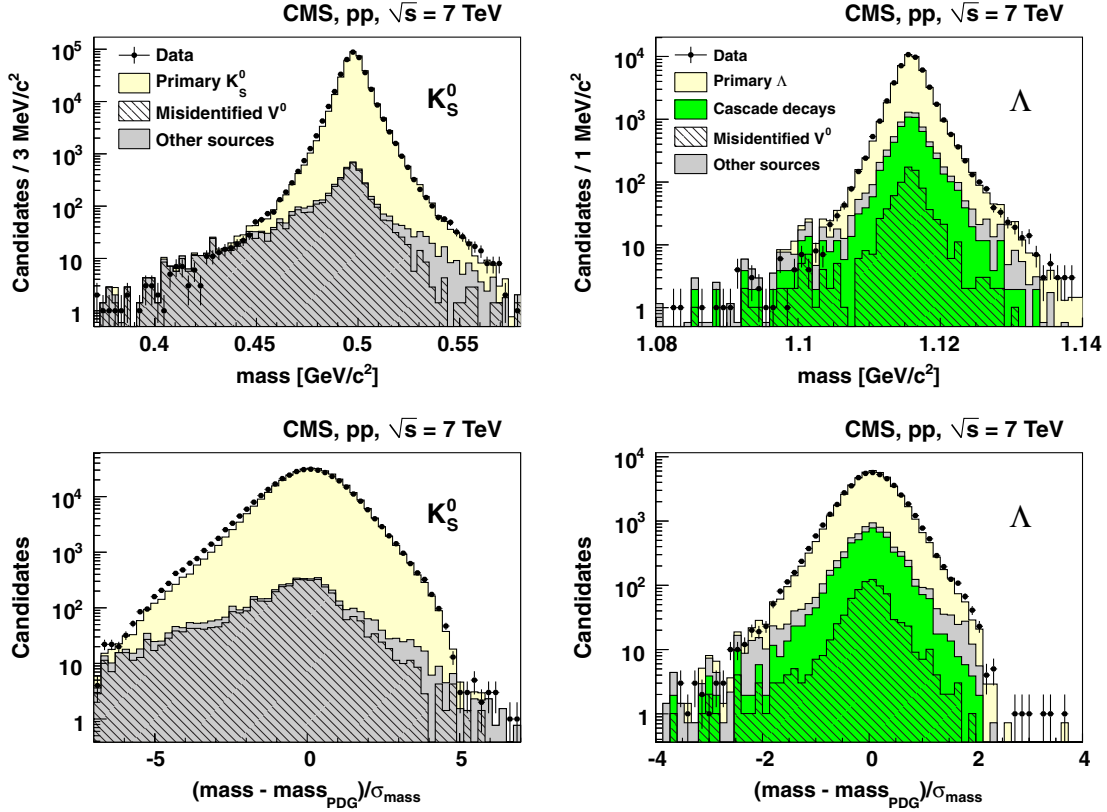 CMS, pp, √s = 7 TeV
Candidates / 3 MeV/c²
10⁵
10⁴
10³
10²
10
1
Data
Primary K⁰_S
Misidentified V⁰
Other sources
K⁰_S
0.4 0.45 0.5 0.55
mass [GeV/c²]
CMS, pp, √s = 7 TeV
Candidates / 1 MeV/c²
10⁴
10³
10²
10
1
Data
Primary Λ
Cascade decays
Misidentified V⁰
Other sources
Λ
1.08 1.1 1.12 1.14
mass [GeV/c²]
CMS, pp, √s = 7 TeV
Candidates
10⁴
10³
10²
10
1
K⁰_S
-5 0 5
(mass - mass_PDG)/σ_mass
CMS, pp, √s = 7 TeV
Candidates
10⁴
10³
10²
10
1
Λ
-4 -2 0 2 4
(mass - mass_PDG)/σ_mass